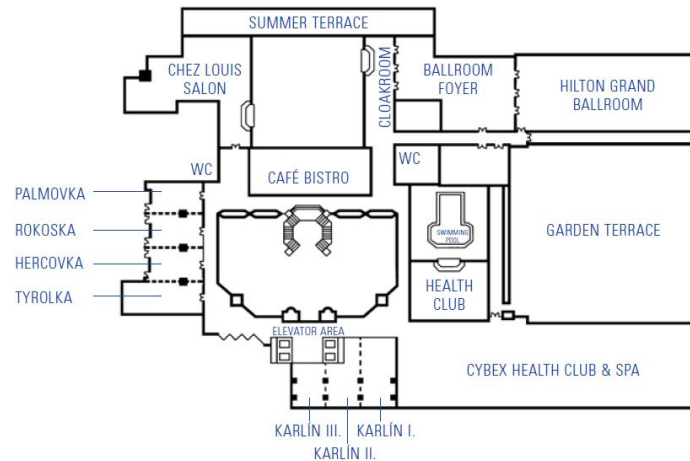 SUMMER TERRACE
CHEZ LOUIS
SALON
CLOAKROOM
BALLROOM
FOYER
HILTON GRAND
BALLROOM
WC
CAFÉ BISTRO
WC
PALMOVKA
ROKOSKA
HERCOVKA
TYROLKA
SWIMMING
POOL
GARDEN TERRACE
HEALTH
CLUB
ELEVATOR AREA
CYBEX HEALTH CLUB & SPA
KARLÍN III.
KARLÍN I.
KARLÍN II.